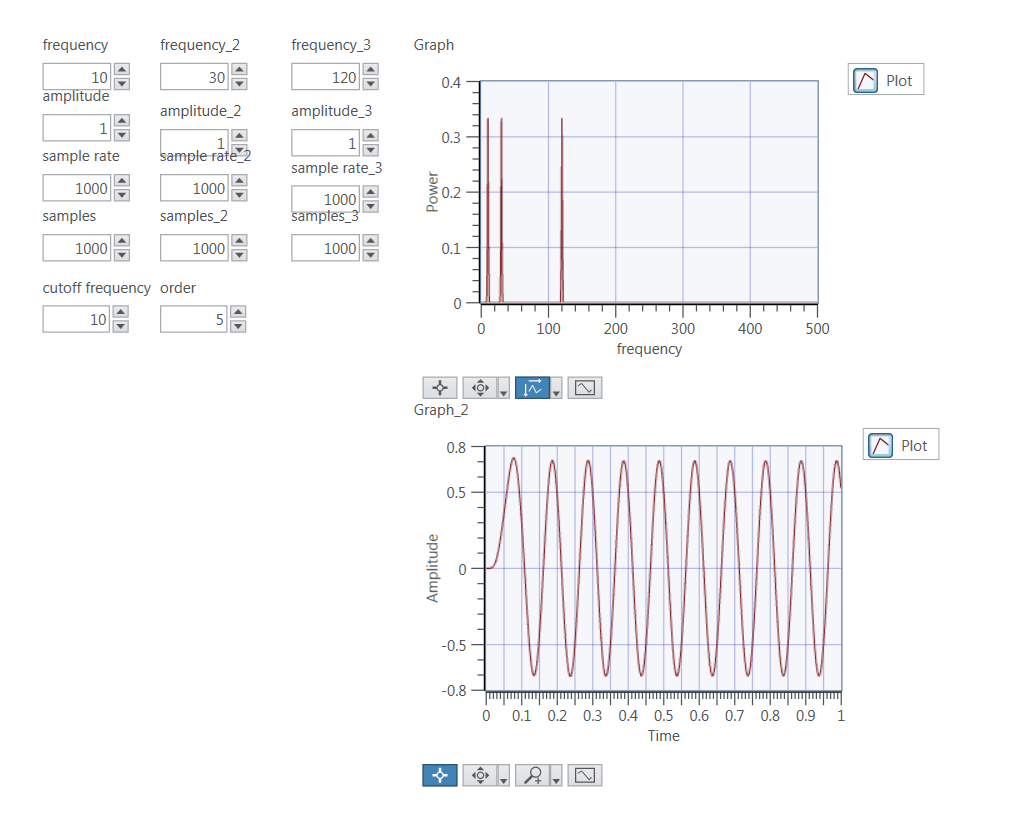 frequency frequency_2 frequency_3 Graph
10 30 120
Plot
amplitude amplitude_2 amplitude_3
1 1 1
sample rate sample rate_2 sample rate_3
1000 1000 1000
samples samples_2 samples_3
1000 1000 1000
cutoff frequency order
10 5
0.4
0.3
0.2
0.1
0
Power
0 100 200 300 400 500
frequency
Graph_2
Plot
0.8
0.5
0
-0.5
-0.8
Amplitude
0 0.1 0.2 0.3 0.4 0.5 0.6 0.7 0.8 0.9 1
Time